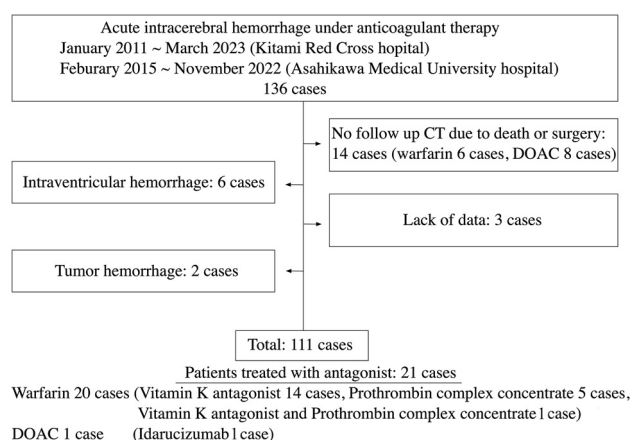 Acute intracerebral hemorrhage under anticoagulant therapy
January 2011 ~ March 2023 (Kitami Red Cross hopital)
Feburary 2015 ~ November 2022 (Asahikawa Medical University hospital)
136 cases
No follow up CT due to death or surgery:
14 cases (warfarin 6 cases, DOAC 8 cases)
Intraventricular hemorrhage: 6 cases
Lack of data: 3 cases
Tumor hemorrhage: 2 cases
Total: 111 cases
Patients treated with antagonist: 21 cases
Warfarin 20 cases (Vitamin K antagonist 14 cases, Prothrombin complex concentrate 5 cases,
Vitamin K antagonist and Prothrombin complex concentrate 1 case)
DOAC 1 case (Idarucizumab 1 case)